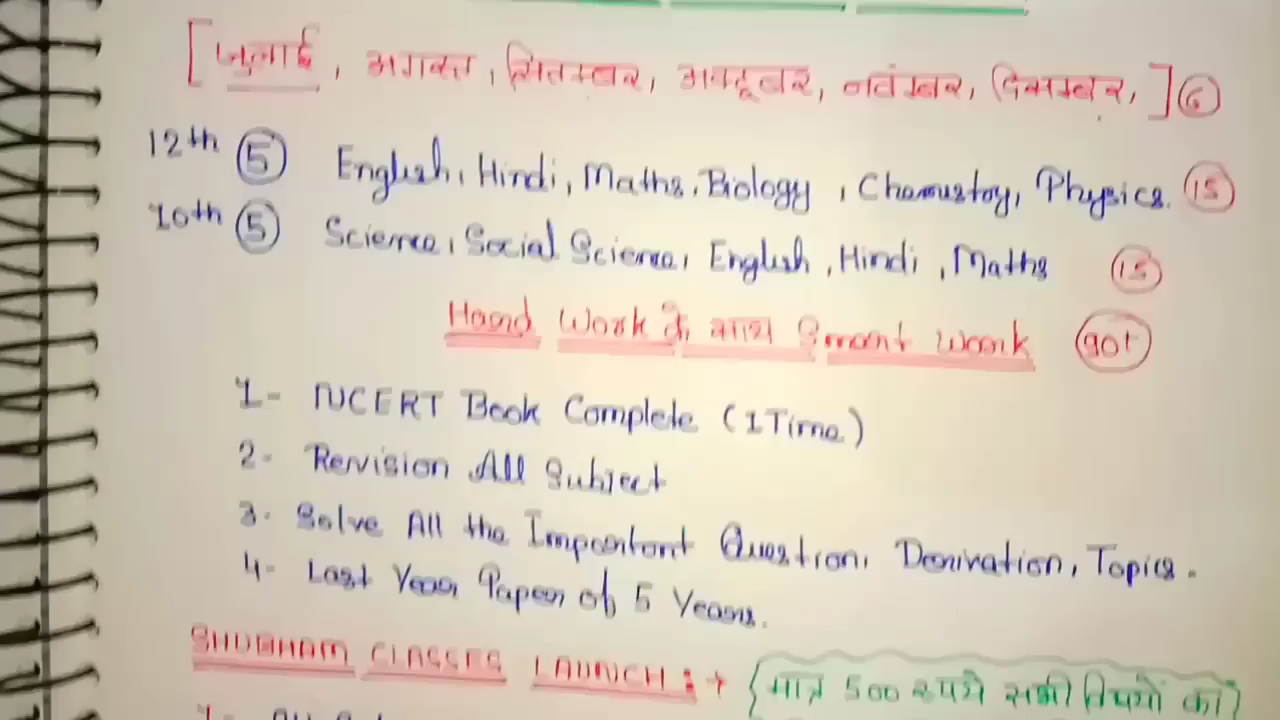 [जुलाई, अगस्त, सितम्बर, अक्टूबर, नवंम्बर, दिसम्बर,] 6
12th 5 English, Hindi, Maths, Biology, Chemustry, Physics. 15
10th 5 Science, Social Science, English, Hindi, Maths 15
Hard Work के साथ Smart Work 90+
1- NCERT Book Complete (1 Time)
2- Revision All Subject
3- Solve All the Important Question, Derivation, Topics.
4- Last Year Paper of 5 Years.
SHUBHAM CLASSES LAUNCH :→ {मात्र 500 रुपये सभी विषयों का}
1- All